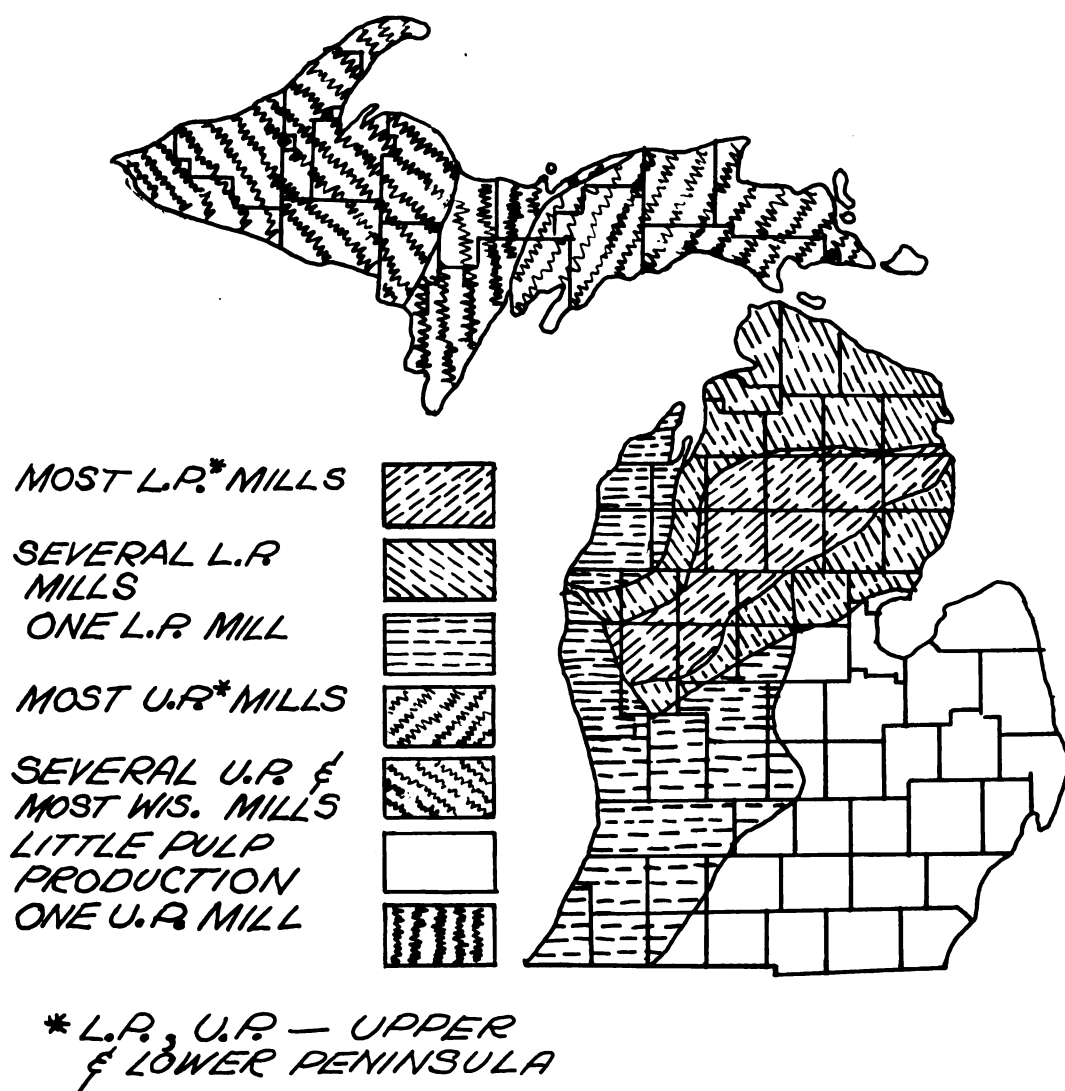 MOST L.P.* MILLS
SEVERAL L.P.
MILLS
ONE L.P. MILL
MOST U.P.* MILLS
SEVERAL U.P. &
MOST WIS. MILLS
LITTLE PULP
PRODUCTION
ONE U.P. MILL
* L.P., U.P. — UPPER
& LOWER PENINSULA